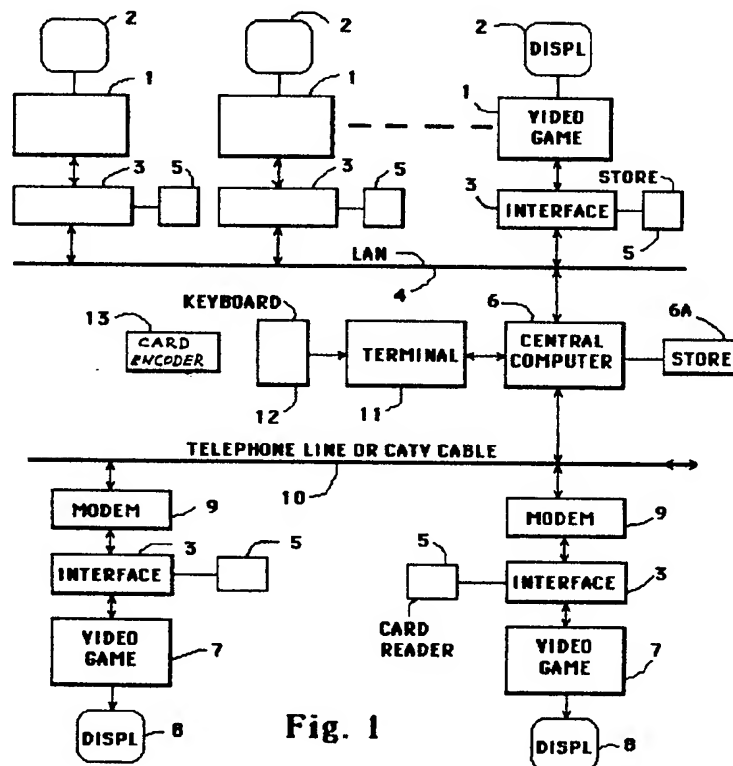 2 2 2 DISPL
1 1 1 VIDEO GAME
3 5 3 5 STORE
3 INTERFACE
5
LAN
4
KEYBOARD 6 6A
13 CARD ENCODER
TERMINAL
CENTRAL COMPUTER
STORE
12 11
TELEPHONE LINE OR CATV CABLE
10
MODEM 9
MODEM 9
3 5
INTERFACE
5 INTERFACE 3
CARD READER
VIDEO GAME 7
VIDEO GAME 7
DISPL 8
Fig. 1
DISPL 8